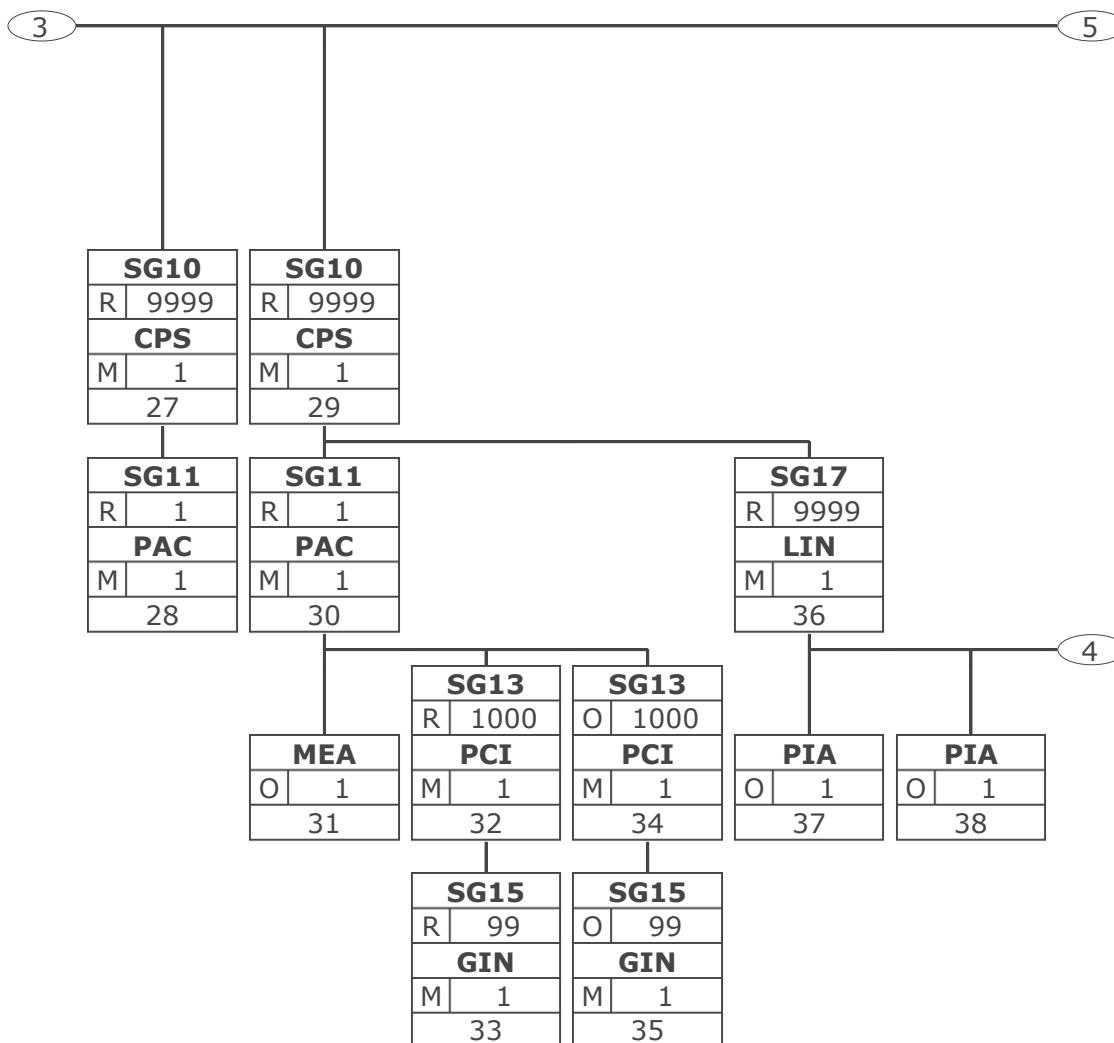 3
5
SG10
R 9999
CPS
M 1
27
SG10
R 9999
CPS
M 1
29
SG11
R 1
PAC
M 1
28
SG11
R 1
PAC
M 1
30
SG17
R 9999
LIN
M 1
36
4
MEA
O 1
31
SG13
R 1000
PCI
M 1
32
SG13
O 1000
PCI
M 1
34
PIA
O 1
37
PIA
O 1
38
SG15
R 99
GIN
M 1
33
SG15
O 99
GIN
M 1
35